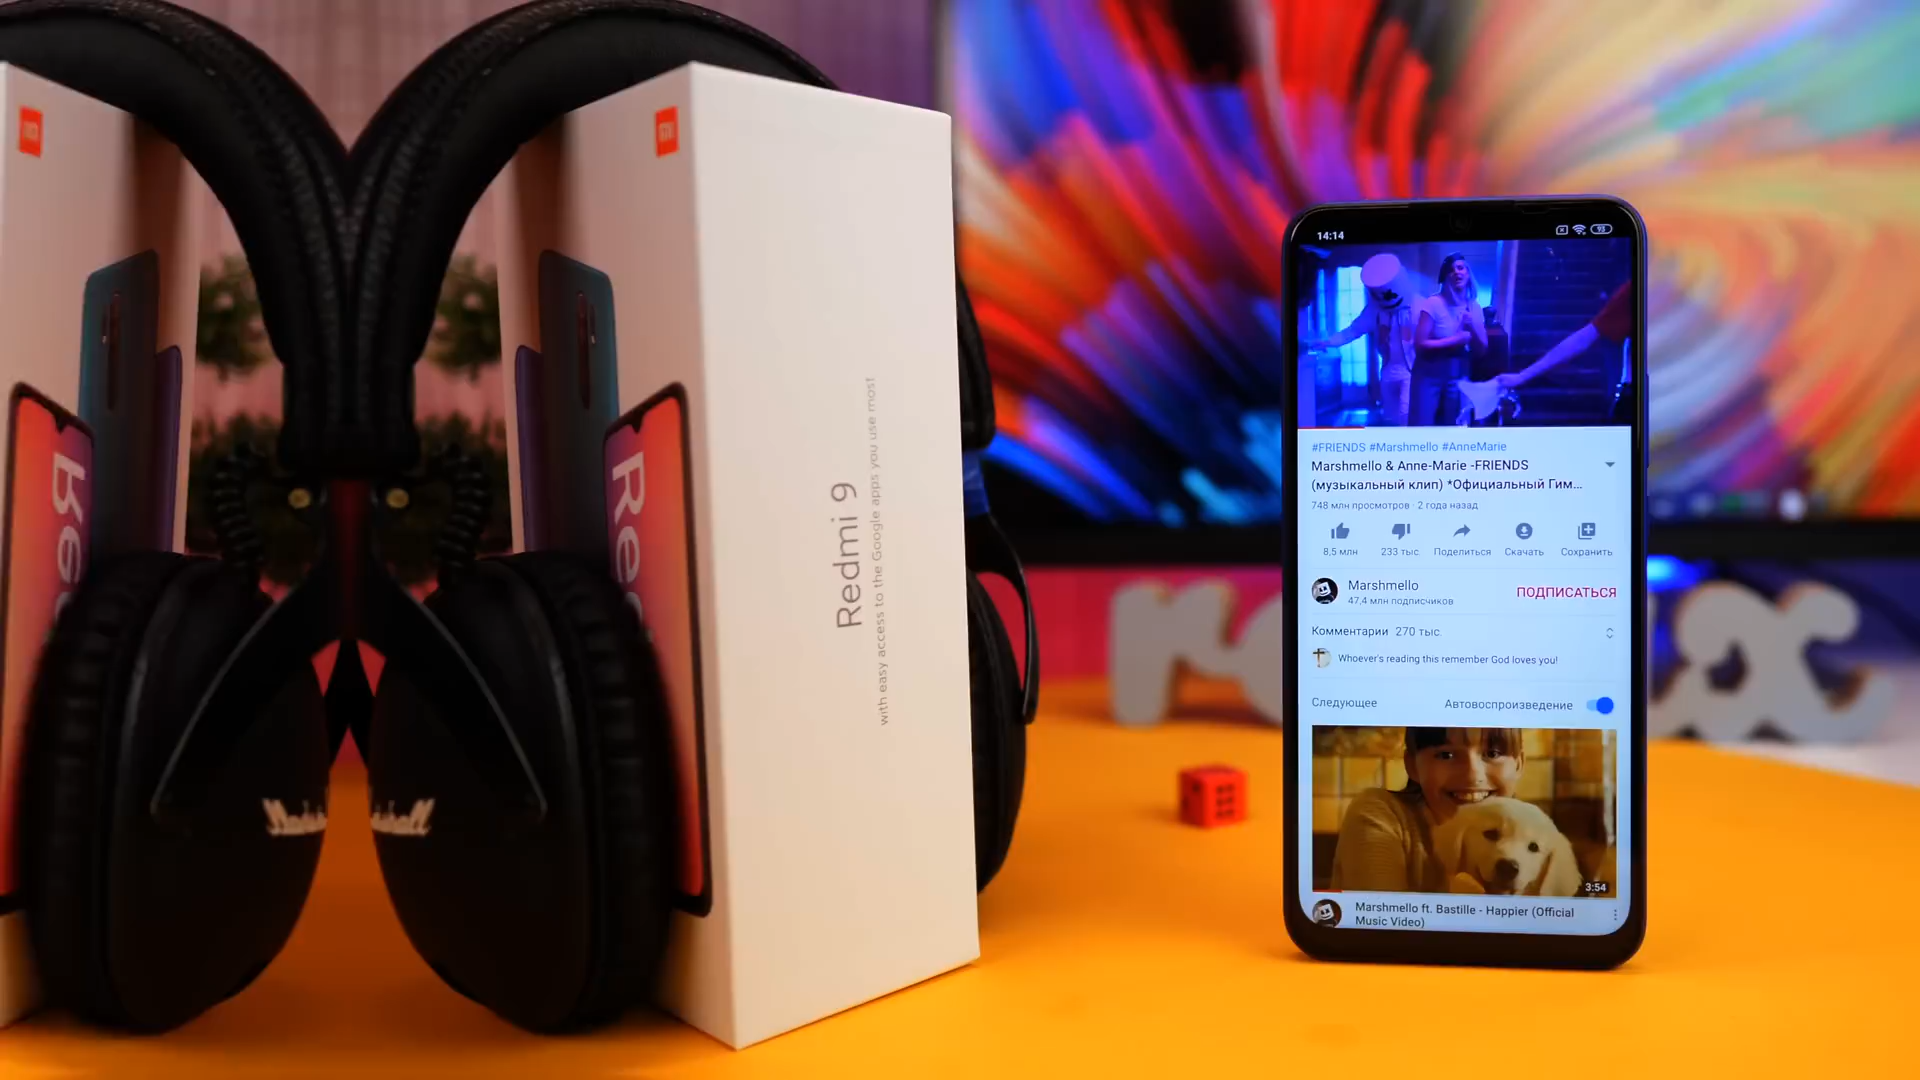 Redmi 9
with easy access to the Google apps you use most
14:14
93
#FRIENDS #Marshmello #AnneMarie
Marshmello & Anne-Marie -FRIENDS
(музыкальный клип) *Официальный Гим...
748 млн просмотров · 2 года назад
8,5 млн
233 тыс.
Поделиться
Скачать
Сохранить
Marshmello
47,4 млн подписчиков
ПОДПИСАТЬСЯ
Комментарии 270 тыс.
Whoever's reading this remember God loves you!
Следующее
Автовоспроизведение
3:54
Marshmello ft. Bastille - Happier (Official
Music Video)